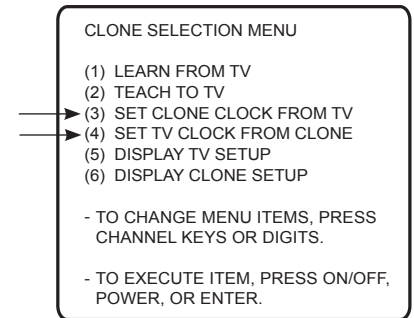 CLONE SELECTION MENU
(1) LEARN FROM TV
(2) TEACH TO TV
(3) SET CLONE CLOCK FROM TV
(4) SET TV CLOCK FROM CLONE
(5) DISPLAY TV SETUP
(6) DISPLAY CLONE SETUP
- TO CHANGE MENU ITEMS, PRESS
CHANNEL KEYS OR DIGITS.
- TO EXECUTE ITEM, PRESS ON/OFF,
POWER, OR ENTER.